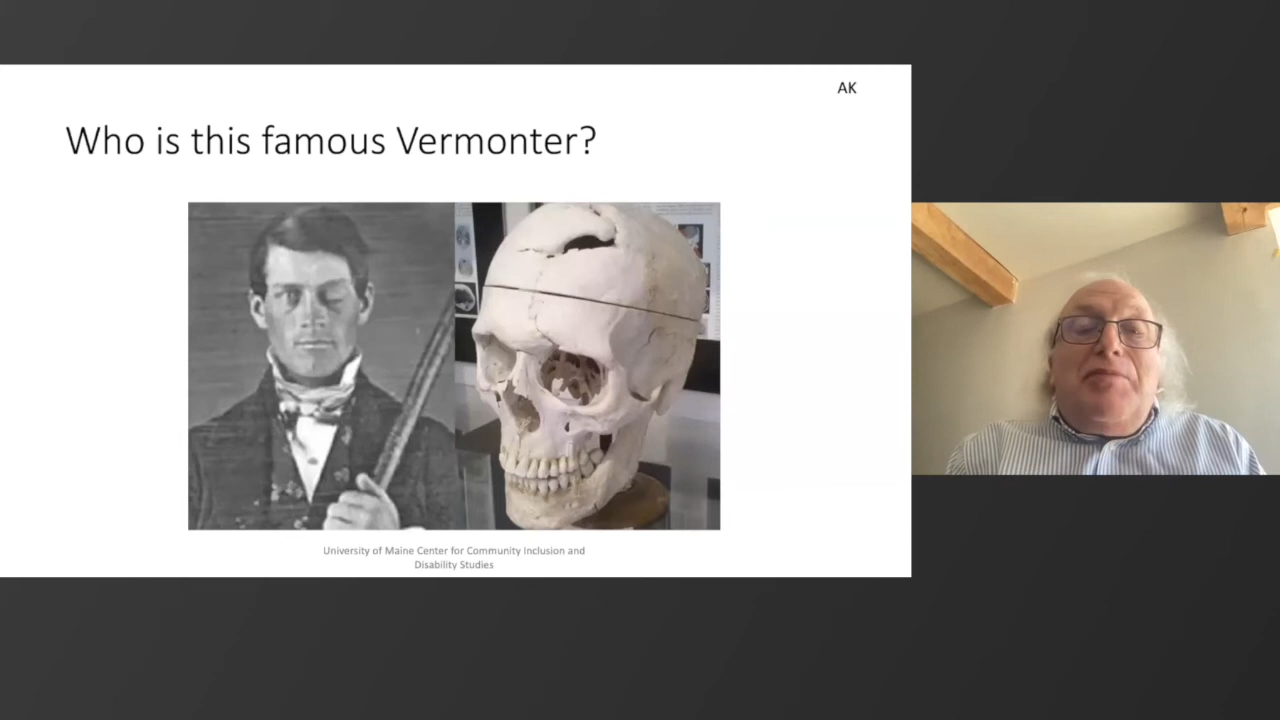 AK
Who is this famous Vermonter?
University of Maine Center for Community Inclusion and
Disability Studies